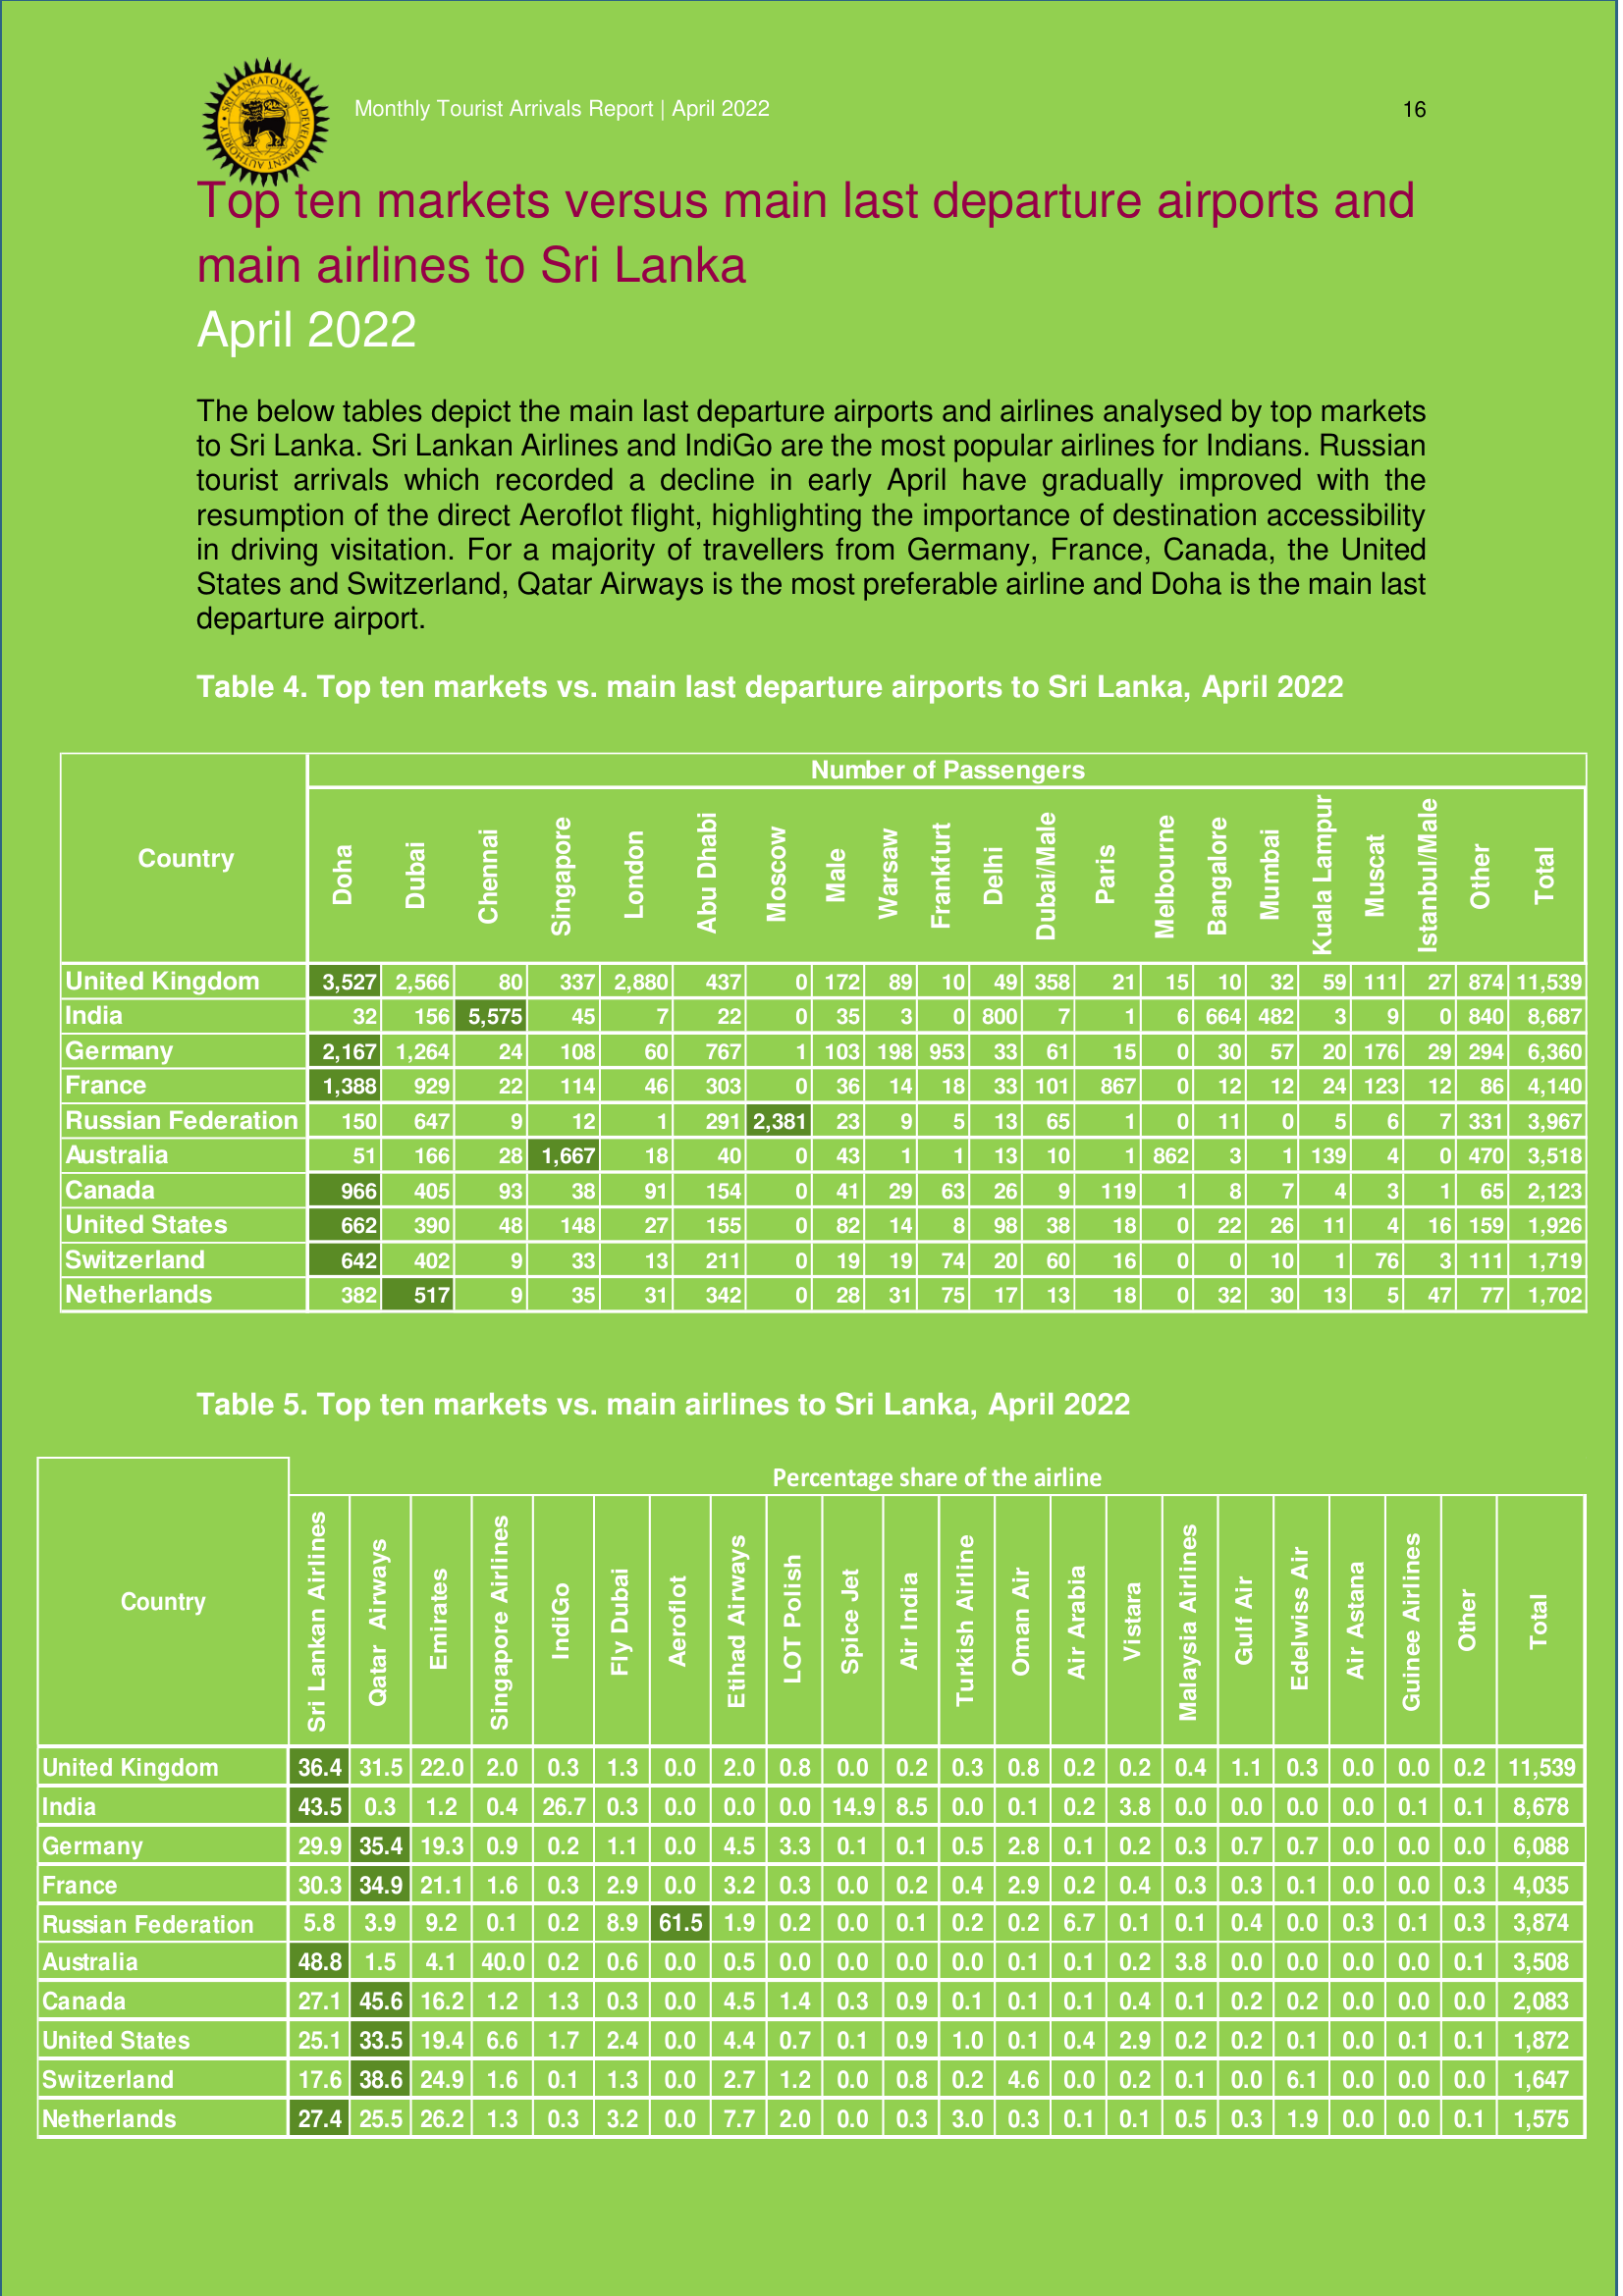 SRI LANKA TOURISM DEVELOPMENT AUTHORITY
Monthly Tourist Arrivals Report | April 2022
16
Top ten markets versus main last departure airports and
main airlines to Sri Lanka
April 2022
The below tables depict the main last departure airports and airlines analysed by top markets
to Sri Lanka. Sri Lankan Airlines and IndiGo are the most popular airlines for Indians. Russian
tourist arrivals which recorded a decline in early April have gradually improved with the
resumption of the direct Aeroflot flight, highlighting the importance of destination accessibility
in driving visitation. For a majority of travellers from Germany, France, Canada, the United
States and Switzerland, Qatar Airways is the most preferable airline and Doha is the main last
departure airport.
Table 4. Top ten markets vs. main last departure airports to Sri Lanka, April 2022
Number of Passengers
Country Doha Dubai Chennai Singapore London Abu Dhabi Moscow Male Warsaw Frankfurt Delhi Dubai/Male Paris Melbourne Bangalore Mumbai Kuala Lampur Muscat Istanbul/Male Other Total
United Kingdom 3,527 2,566 80 337 2,880 437 0 172 89 10 49 358 21 15 10 32 59 111 27 874 11,539
India 32 156 5,575 45 7 22 0 35 3 0 800 7 1 6 664 482 3 9 0 840 8,687
Germany 2,167 1,264 24 108 60 767 1 103 198 953 33 61 15 0 30 57 20 176 29 294 6,360
France 1,388 929 22 114 46 303 0 36 14 18 33 101 867 0 12 12 24 123 12 86 4,140
Russian Federation 150 647 9 12 1 291 2,381 23 9 5 13 65 1 0 11 0 5 6 7 331 3,967
Australia 51 166 28 1,667 18 40 0 43 1 1 13 10 1 862 3 1 139 4 0 470 3,518
Canada 966 405 93 38 91 154 0 41 29 63 26 9 119 1 8 7 4 3 1 65 2,123
United States 662 390 48 148 27 155 0 82 14 8 98 38 18 0 22 26 11 4 16 159 1,926
Switzerland 642 402 9 33 13 211 0 19 19 74 20 60 16 0 0 10 1 76 3 111 1,719
Netherlands 382 517 9 35 31 342 0 28 31 75 17 13 18 0 32 30 13 5 47 77 1,702
Table 5. Top ten markets vs. main airlines to Sri Lanka, April 2022
Percentage share of the airline
Country Sri Lankan Airlines Qatar Airways Emirates Singapore Airlines IndiGo Fly Dubai Aeroflot Etihad Airways LOT Polish Spice Jet Air India Turkish Airline Oman Air Air Arabia Vistara Malaysia Airlines Gulf Air Edelwiss Air Air Astana Guinee Airlines Other Total
United Kingdom 36.4 31.5 22.0 2.0 0.3 1.3 0.0 2.0 0.8 0.0 0.2 0.3 0.8 0.2 0.2 0.4 1.1 0.3 0.0 0.0 0.2 11,539
India 43.5 0.3 1.2 0.4 26.7 0.3 0.0 0.0 0.0 14.9 8.5 0.0 0.1 0.2 3.8 0.0 0.0 0.0 0.0 0.1 0.1 8,678
Germany 29.9 35.4 19.3 0.9 0.2 1.1 0.0 4.5 3.3 0.1 0.1 0.5 2.8 0.1 0.2 0.3 0.7 0.7 0.0 0.0 0.0 6,088
France 30.3 34.9 21.1 1.6 0.3 2.9 0.0 3.2 0.3 0.0 0.2 0.4 2.9 0.2 0.4 0.3 0.3 0.1 0.0 0.0 0.3 4,035
Russian Federation 5.8 3.9 9.2 0.1 0.2 8.9 61.5 1.9 0.2 0.0 0.1 0.2 0.2 6.7 0.1 0.1 0.4 0.0 0.3 0.1 0.3 3,874
Australia 48.8 1.5 4.1 40.0 0.2 0.6 0.0 0.5 0.0 0.0 0.0 0.0 0.1 0.1 0.2 3.8 0.0 0.0 0.0 0.0 0.1 3,508
Canada 27.1 45.6 16.2 1.2 1.3 0.3 0.0 4.5 1.4 0.3 0.9 0.1 0.1 0.1 0.4 0.1 0.2 0.2 0.0 0.0 0.0 2,083
United States 25.1 33.5 19.4 6.6 1.7 2.4 0.0 4.4 0.7 0.1 0.9 1.0 0.1 0.4 2.9 0.2 0.2 0.1 0.0 0.1 0.1 1,872
Switzerland 17.6 38.6 24.9 1.6 0.1 1.3 0.0 2.7 1.2 0.0 0.8 0.2 4.6 0.0 0.2 0.1 0.0 6.1 0.0 0.0 0.0 1,647
Netherlands 27.4 25.5 26.2 1.3 0.3 3.2 0.0 7.7 2.0 0.0 0.3 3.0 0.3 0.1 0.1 0.5 0.3 1.9 0.0 0.0 0.1 1,575